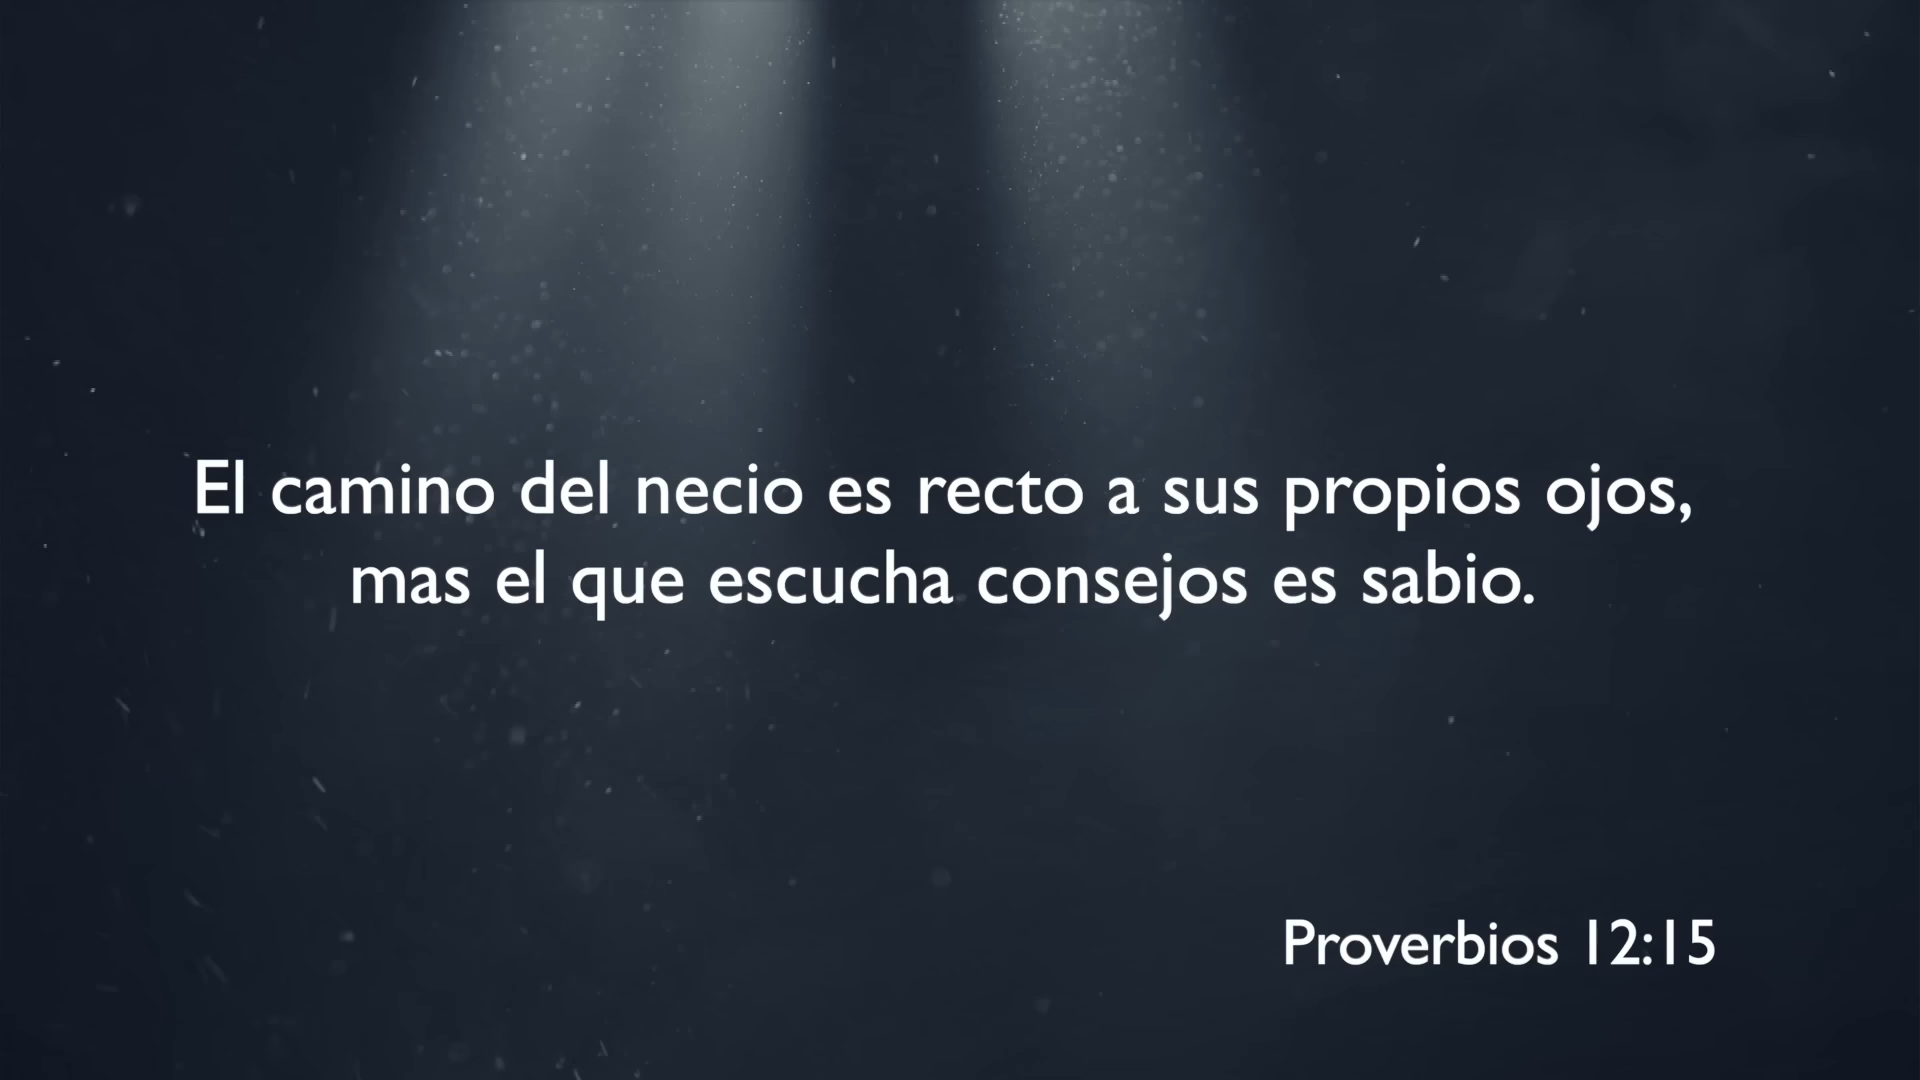 El camino del necio es recto a sus propios ojos,
mas el que escucha consejos es sabio.
Proverbios 12:15